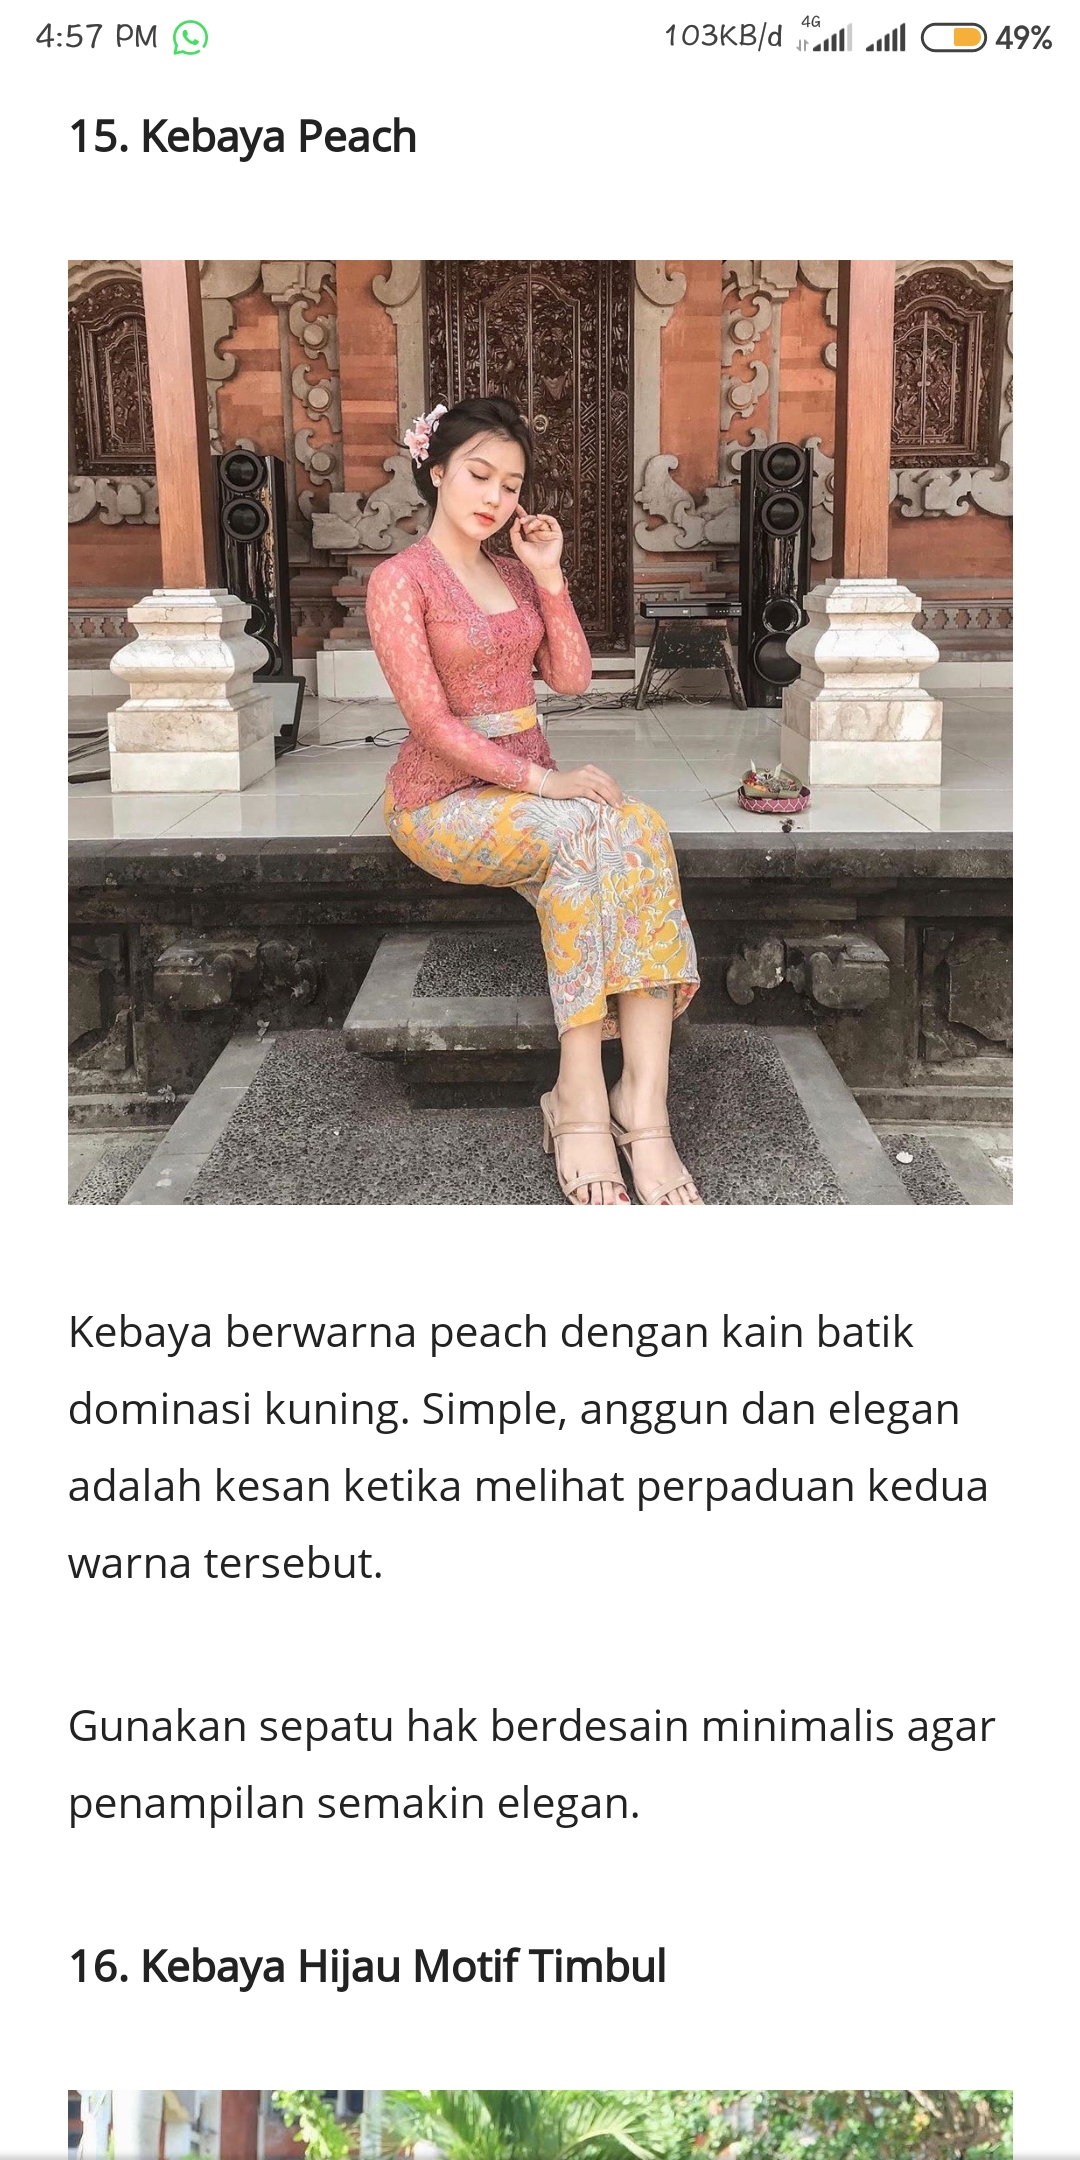 4:57 PM
103KB/d 4G 49%
15. Kebaya Peach
Kebaya berwarna peach dengan kain batik
dominasi kuning. Simple, anggun dan elegan
adalah kesan ketika melihat perpaduan kedua
warna tersebut.
Gunakan sepatu hak berdesain minimalis agar
penampilan semakin elegan.
16. Kebaya Hijau Motif Timbul